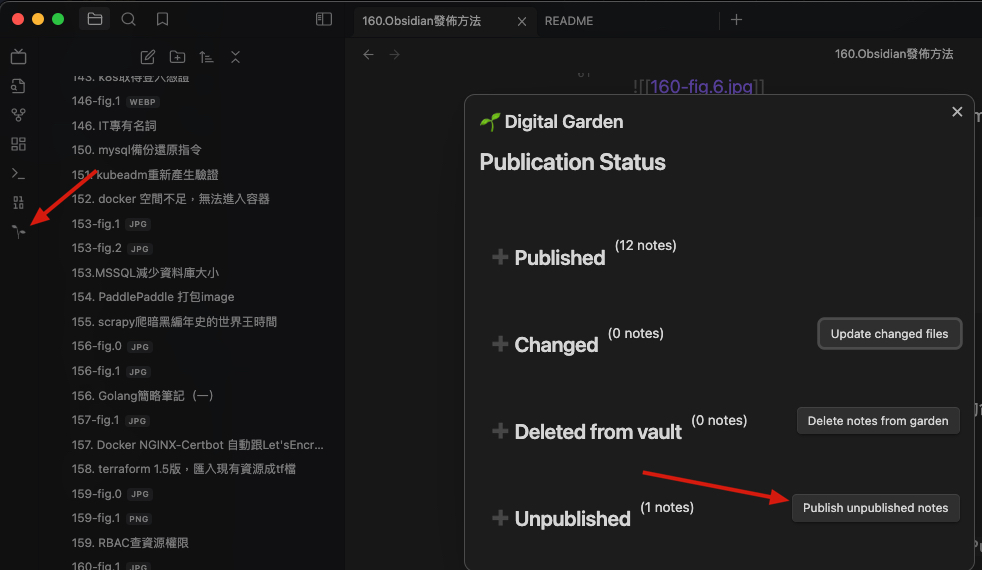 160.Obsidian發佈方法
README
160.Obsidian發佈方法
143. k8s取得登入憑證
146-fig.1 WEBP
146. IT專有名詞
150. mysql備份還原指令
151. kubeadm重新產生驗證
152. docker 空間不足，無法進入容器
153-fig.1 JPG
153-fig.2 JPG
153.MSSQL減少資料庫大小
154. PaddlePaddle 打包image
155. scrapy爬暗黑編年史的世界王時間
156-fig.0 JPG
156-fig.1 JPG
156. Golang簡略筆記（一）
157-fig.1 JPG
157. Docker NGINX-Certbot 自動跟Let'sEncr...
158. terraform 1.5版，匯入現有資源成tf檔
159-fig.0 JPG
159-fig.1 PNG
159. RBAC查資源權限
160-fig.1 JPG
![[160-fig.6.jpg]]
Digital Garden
Publication Status
Published (12 notes)
Changed (0 notes)
Update changed files
Deleted from vault (0 notes)
Delete notes from garden
Unpublished (1 notes)
Publish unpublished notes